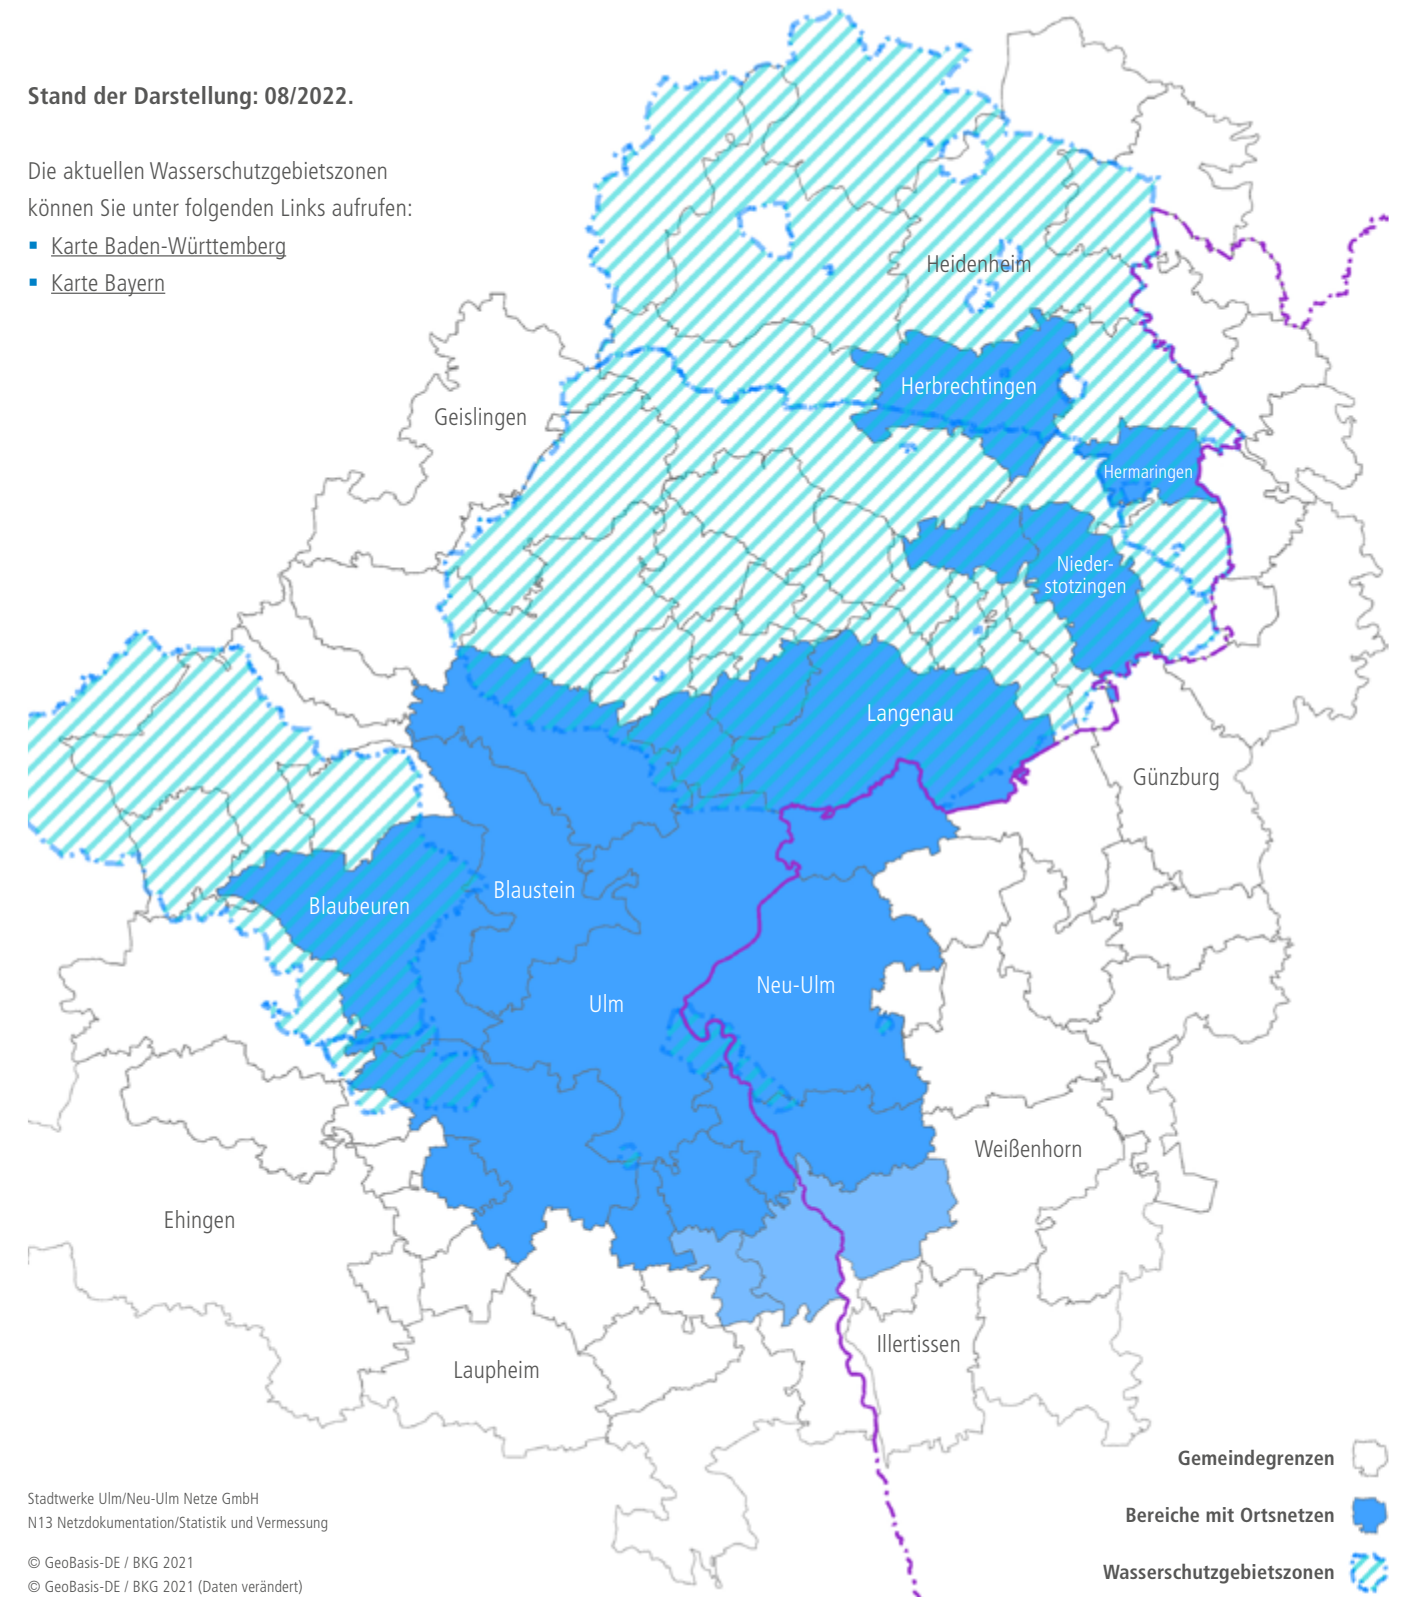 Stand der Darstellung: 08/2022.
Die aktuellen Wasserschutzgebietszonen
können Sie unter folgenden Links aufrufen:
▪ Karte Baden-Württemberg
▪ Karte Bayern
Heidenheim
Herbrechtingen
Geislingen
Hermaringen
Nieder-
stotzingen
Langenau
Günzburg
Blaustein
Blaubeuren
Neu-Ulm
Ulm
Weißenhorn
Ehingen
Illertissen
Laupheim
Gemeindegrenzen
Bereiche mit Ortsnetzen
Wasserschutzgebietszonen
Stadtwerke Ulm/Neu-Ulm Netze GmbH
N13 Netzdokumentation/Statistik und Vermessung
© GeoBasis-DE / BKG 2021
© GeoBasis-DE / BKG 2021 (Daten verändert)